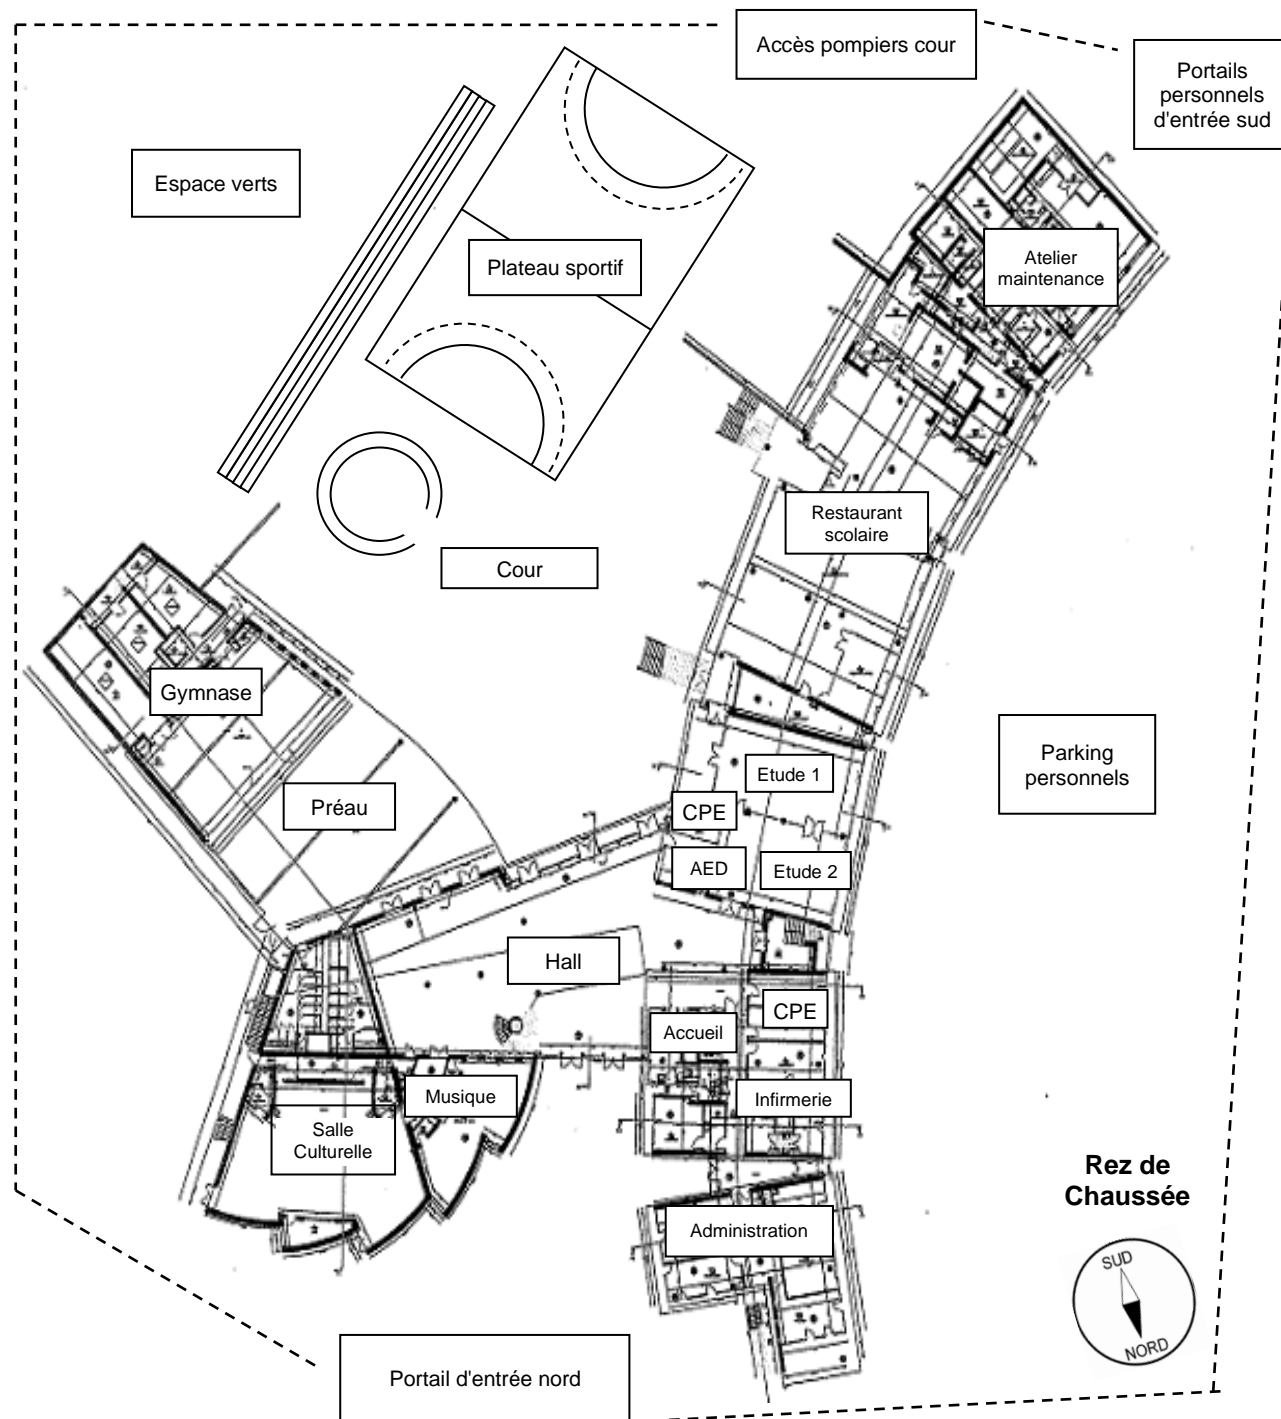 Accès pompiers cour
Portails
personnels
d'entrée sud
Espace verts
Plateau sportif
Atelier
maintenance
Restaurant
scolaire
Cour
Gymnase
Parking
personnels
Etude 1
Préau
CPE
AED
Etude 2
Hall
CPE
Accueil
Musique
Infirmerie
Salle
Culturelle
Rez de
Chaussée
Administration
SUD
NORD
Portail d'entrée nord